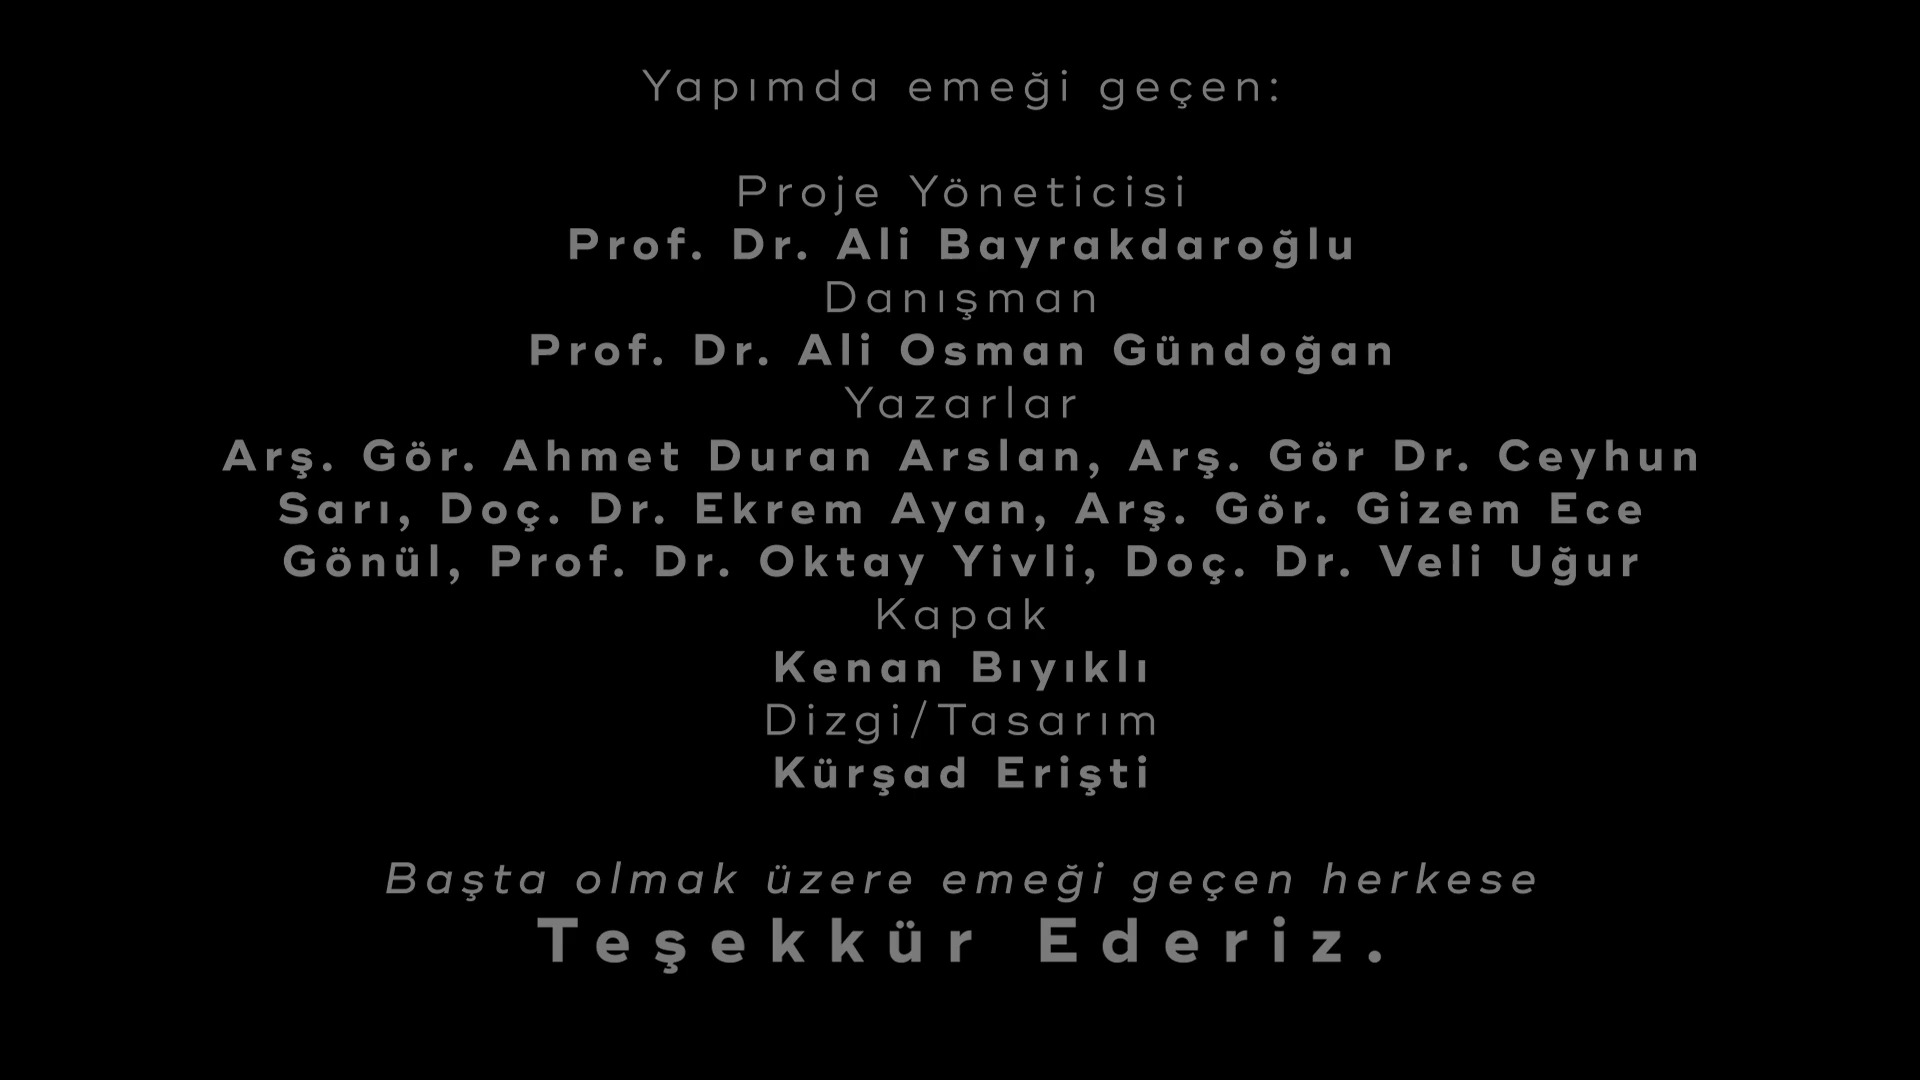 Yapımda emeği geçen:
Proje Yöneticisi
Prof. Dr. Ali Bayrakdaroğlu
Danışman
Prof. Dr. Ali Osman Gündoğan
Yazarlar
Arş. Gör. Ahmet Duran Arslan, Arş. Gör Dr. Ceyhun
Sarı, Doç. Dr. Ekrem Ayan, Arş. Gör. Gizem Ece
Gönül, Prof. Dr. Oktay Yivli, Doç. Dr. Veli Uğur
Kapak
Kenan Bıyıklı
Dizgi/Tasarım
Kürşad Erişti
Başta olmak üzere emeği geçen herkese
Teşekkür Ederiz.